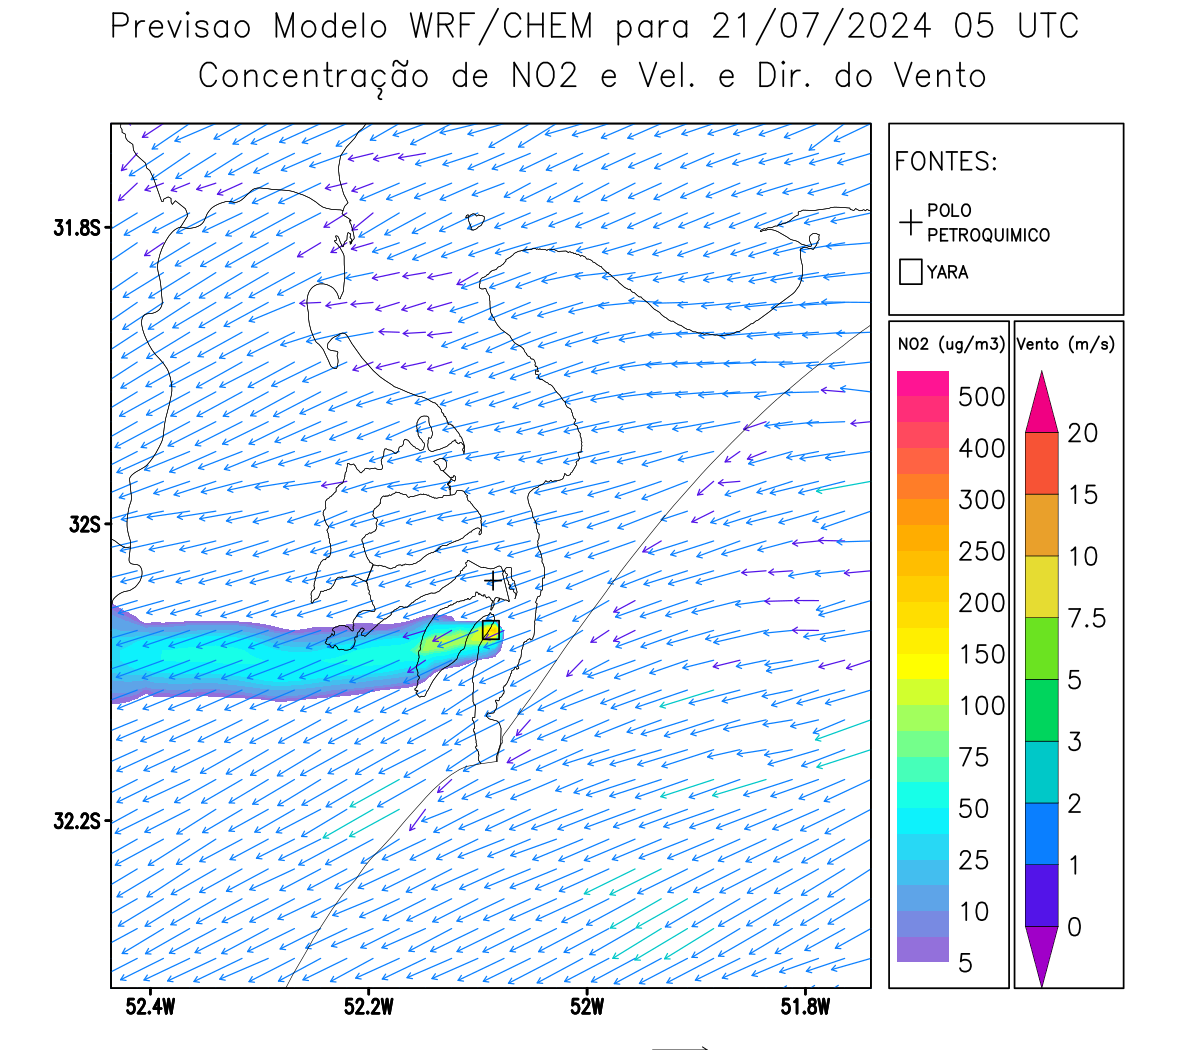 Previsao Modelo WRF/CHEM para 21/07/2024 05 UTC
Concentração de NO2 e Vel. e Dir. do Vento
FONTES:
POLO
PETROQUIMICO
YARA
31.8S
32S
32.2S
52.4W
52.2W
52W
51.8W
NO2 (ug/m3)
500
400
300
250
200
150
100
75
50
25
10
5
Vento (m/s)
20
15
10
7.5
5
3
2
1
0